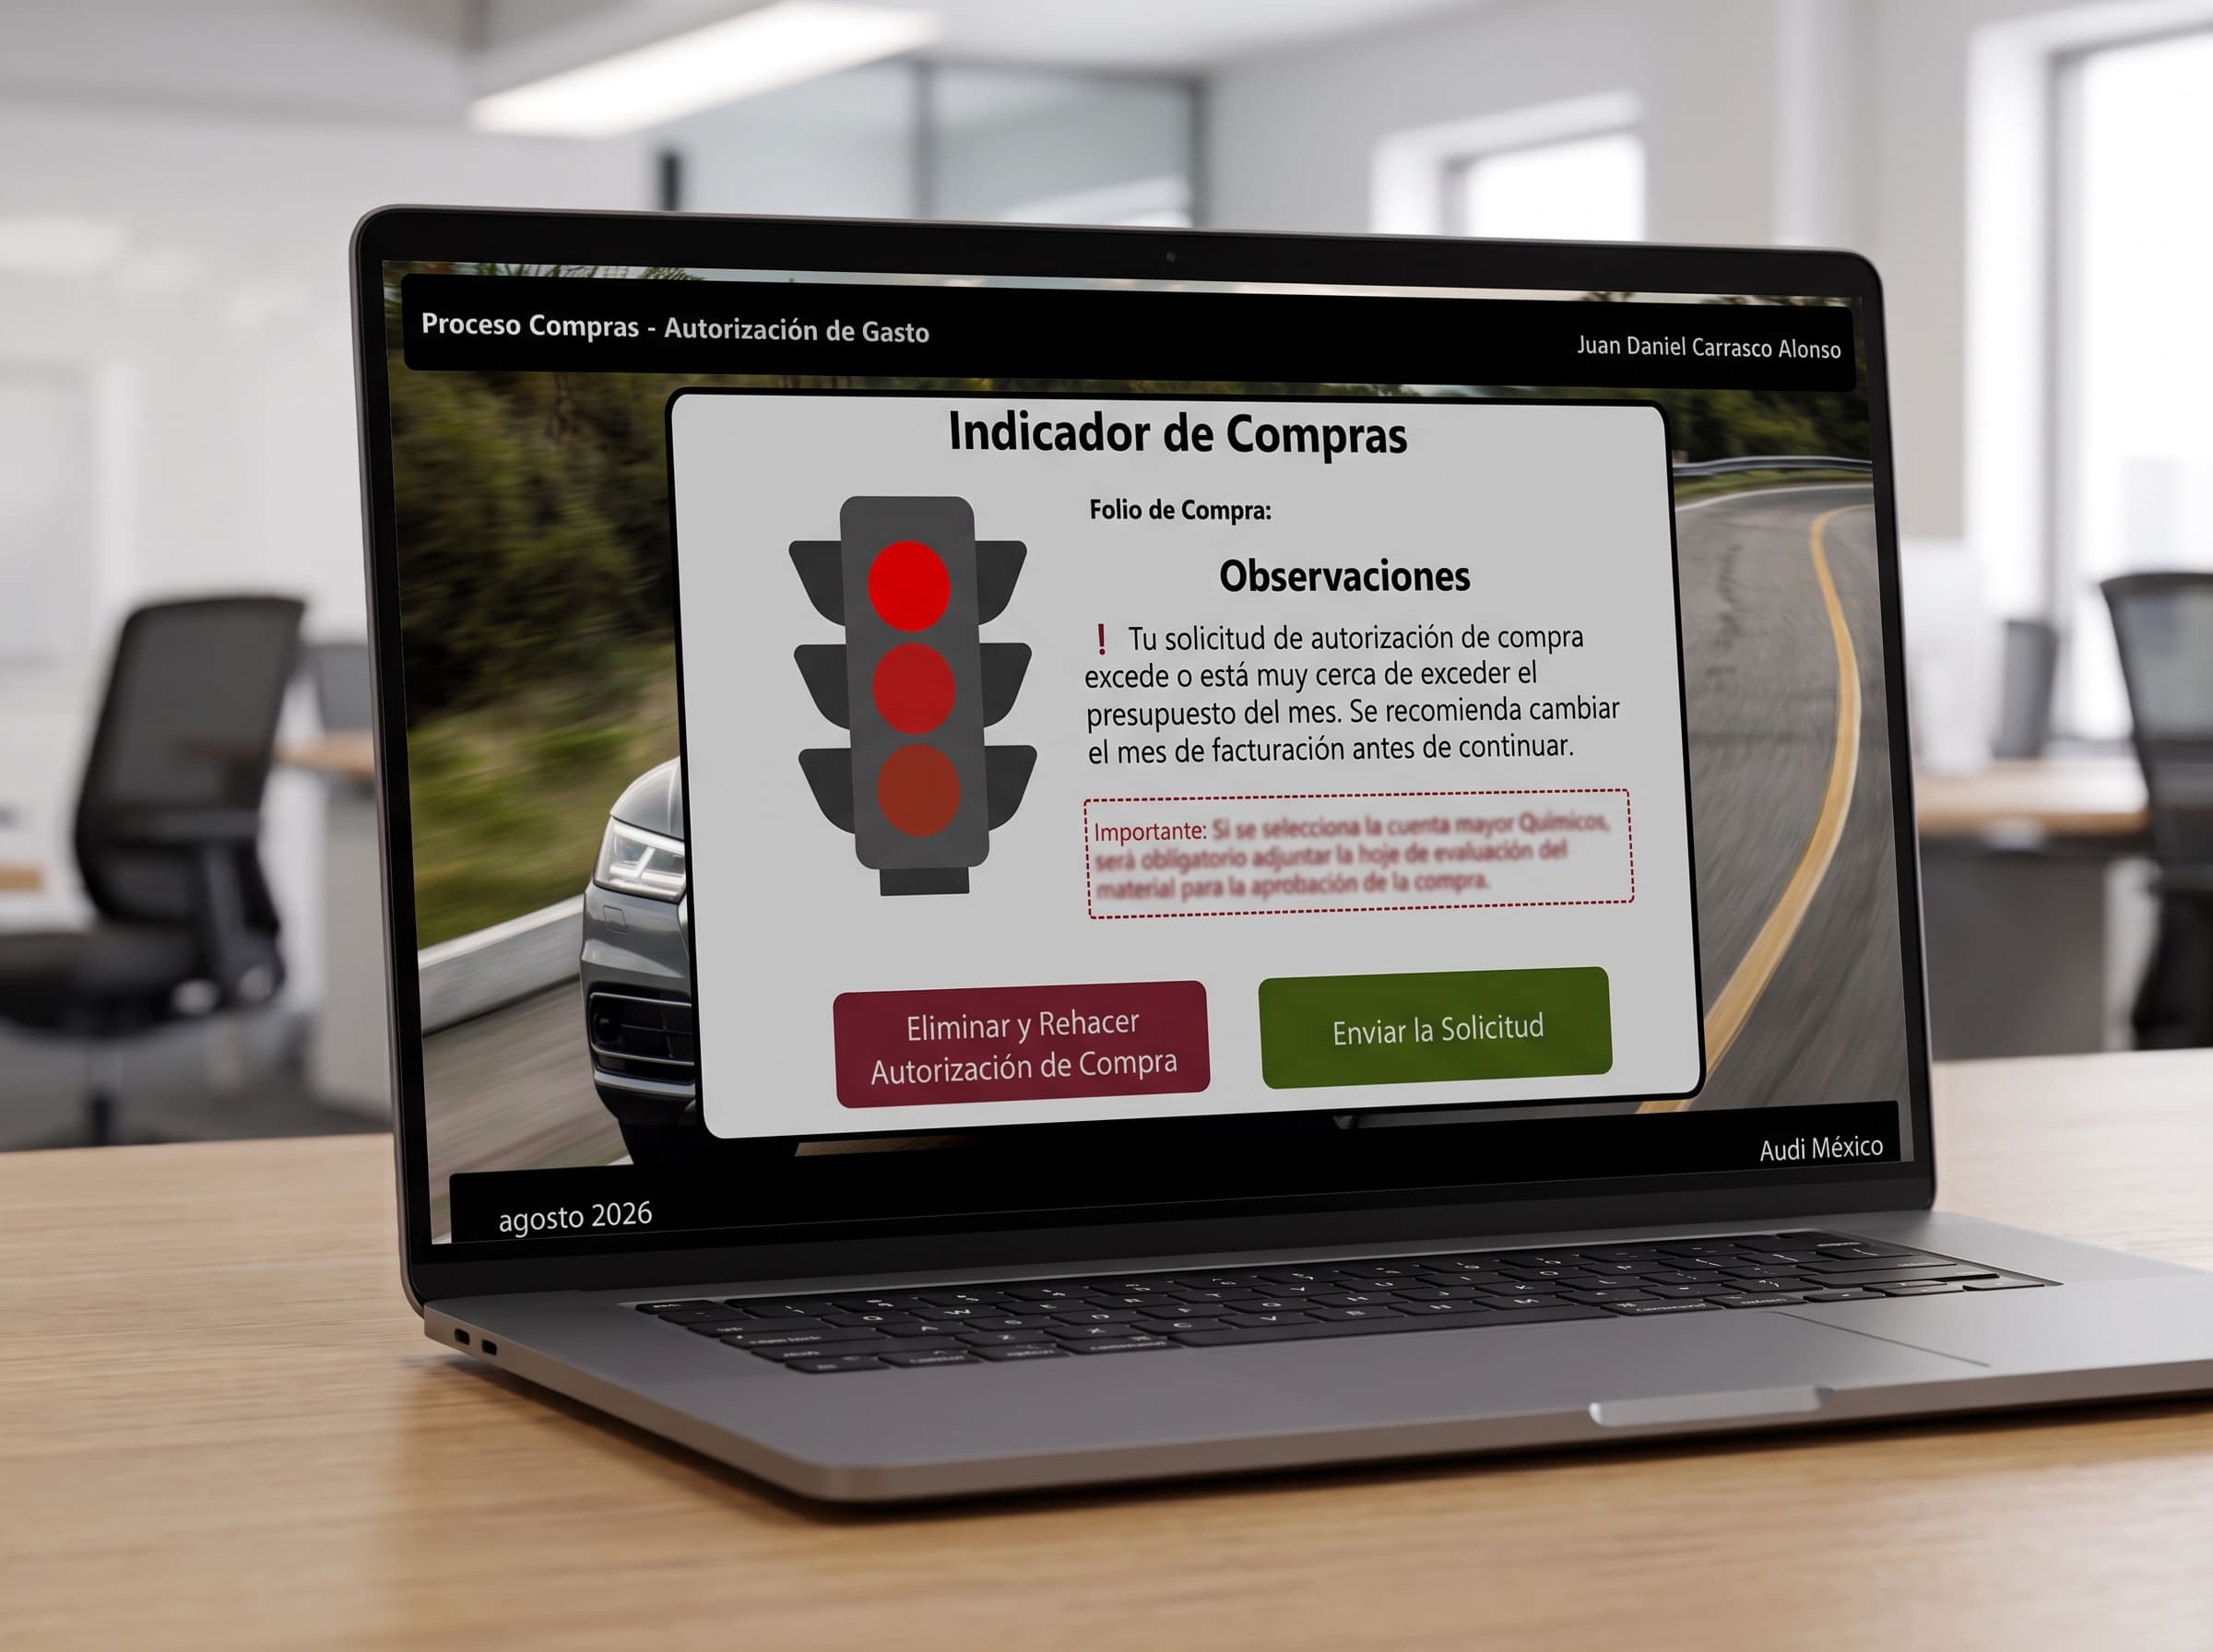 Proceso Compras - Autorización de Gasto
Juan Daniel Carrasco Alonso
Indicador de Compras
Folio de Compra:
Observaciones
! Tu solicitud de autorización de compra
excede o está muy cerca de exceder el
presupuesto del mes. Se recomienda cambiar
el mes de facturación antes de continuar.
Importante: Si se selecciona la cuenta mayor Químicos,
será obligatorio adjuntar la hoje de evaluación del
material para la aprobación de la compra.
Eliminar y Rehacer
Autorización de Compra
Enviar la Solicitud
Audi México
agosto 2026